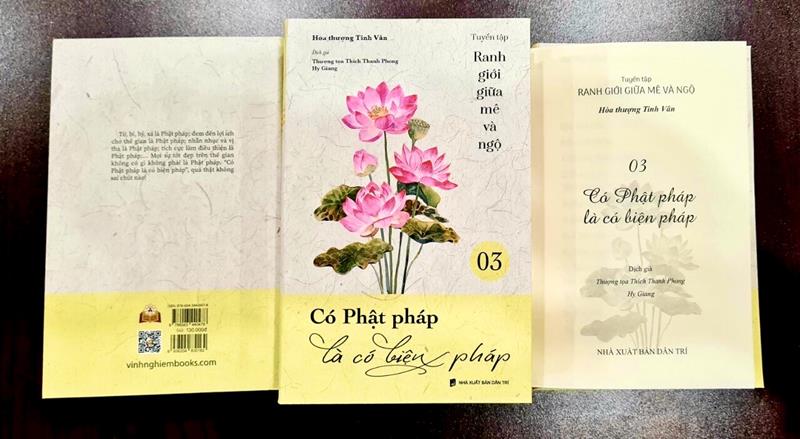 Từ, bi, hỷ, xả là Phật pháp; đem đến lợi ích
cho thế gian là Phật pháp; nhẫn nhục và vị
tha là Phật pháp; tích cực làm điều thiện là
Phật pháp;... Mọi sự tốt đẹp trên thế gian
không có gì không phải là Phật pháp. "Có
Phật pháp là có biện pháp", quả thật không
sai chút nào!
130.000đ
vinhnghiembooks.com
Hòa thượng Tinh Vân
Dịch giả
Thượng tọa Thích Thanh Phong
Hy Giang
Tuyển tập
Ranh
giới
giữa
mê
và
ngộ
03
Có Phật pháp
là có biện pháp
NHÀ XUẤT BẢN DÂN TRÍ
Tuyển tập
RANH GIỚI GIỮA MÊ VÀ NGỘ
Hòa thượng Tinh Vân
03
Có Phật pháp
là có biện pháp
Dịch giả
Thượng tọa Thích Thanh Phong
Hy Giang
NHÀ XUẤT BẢN DÂN TRÍ